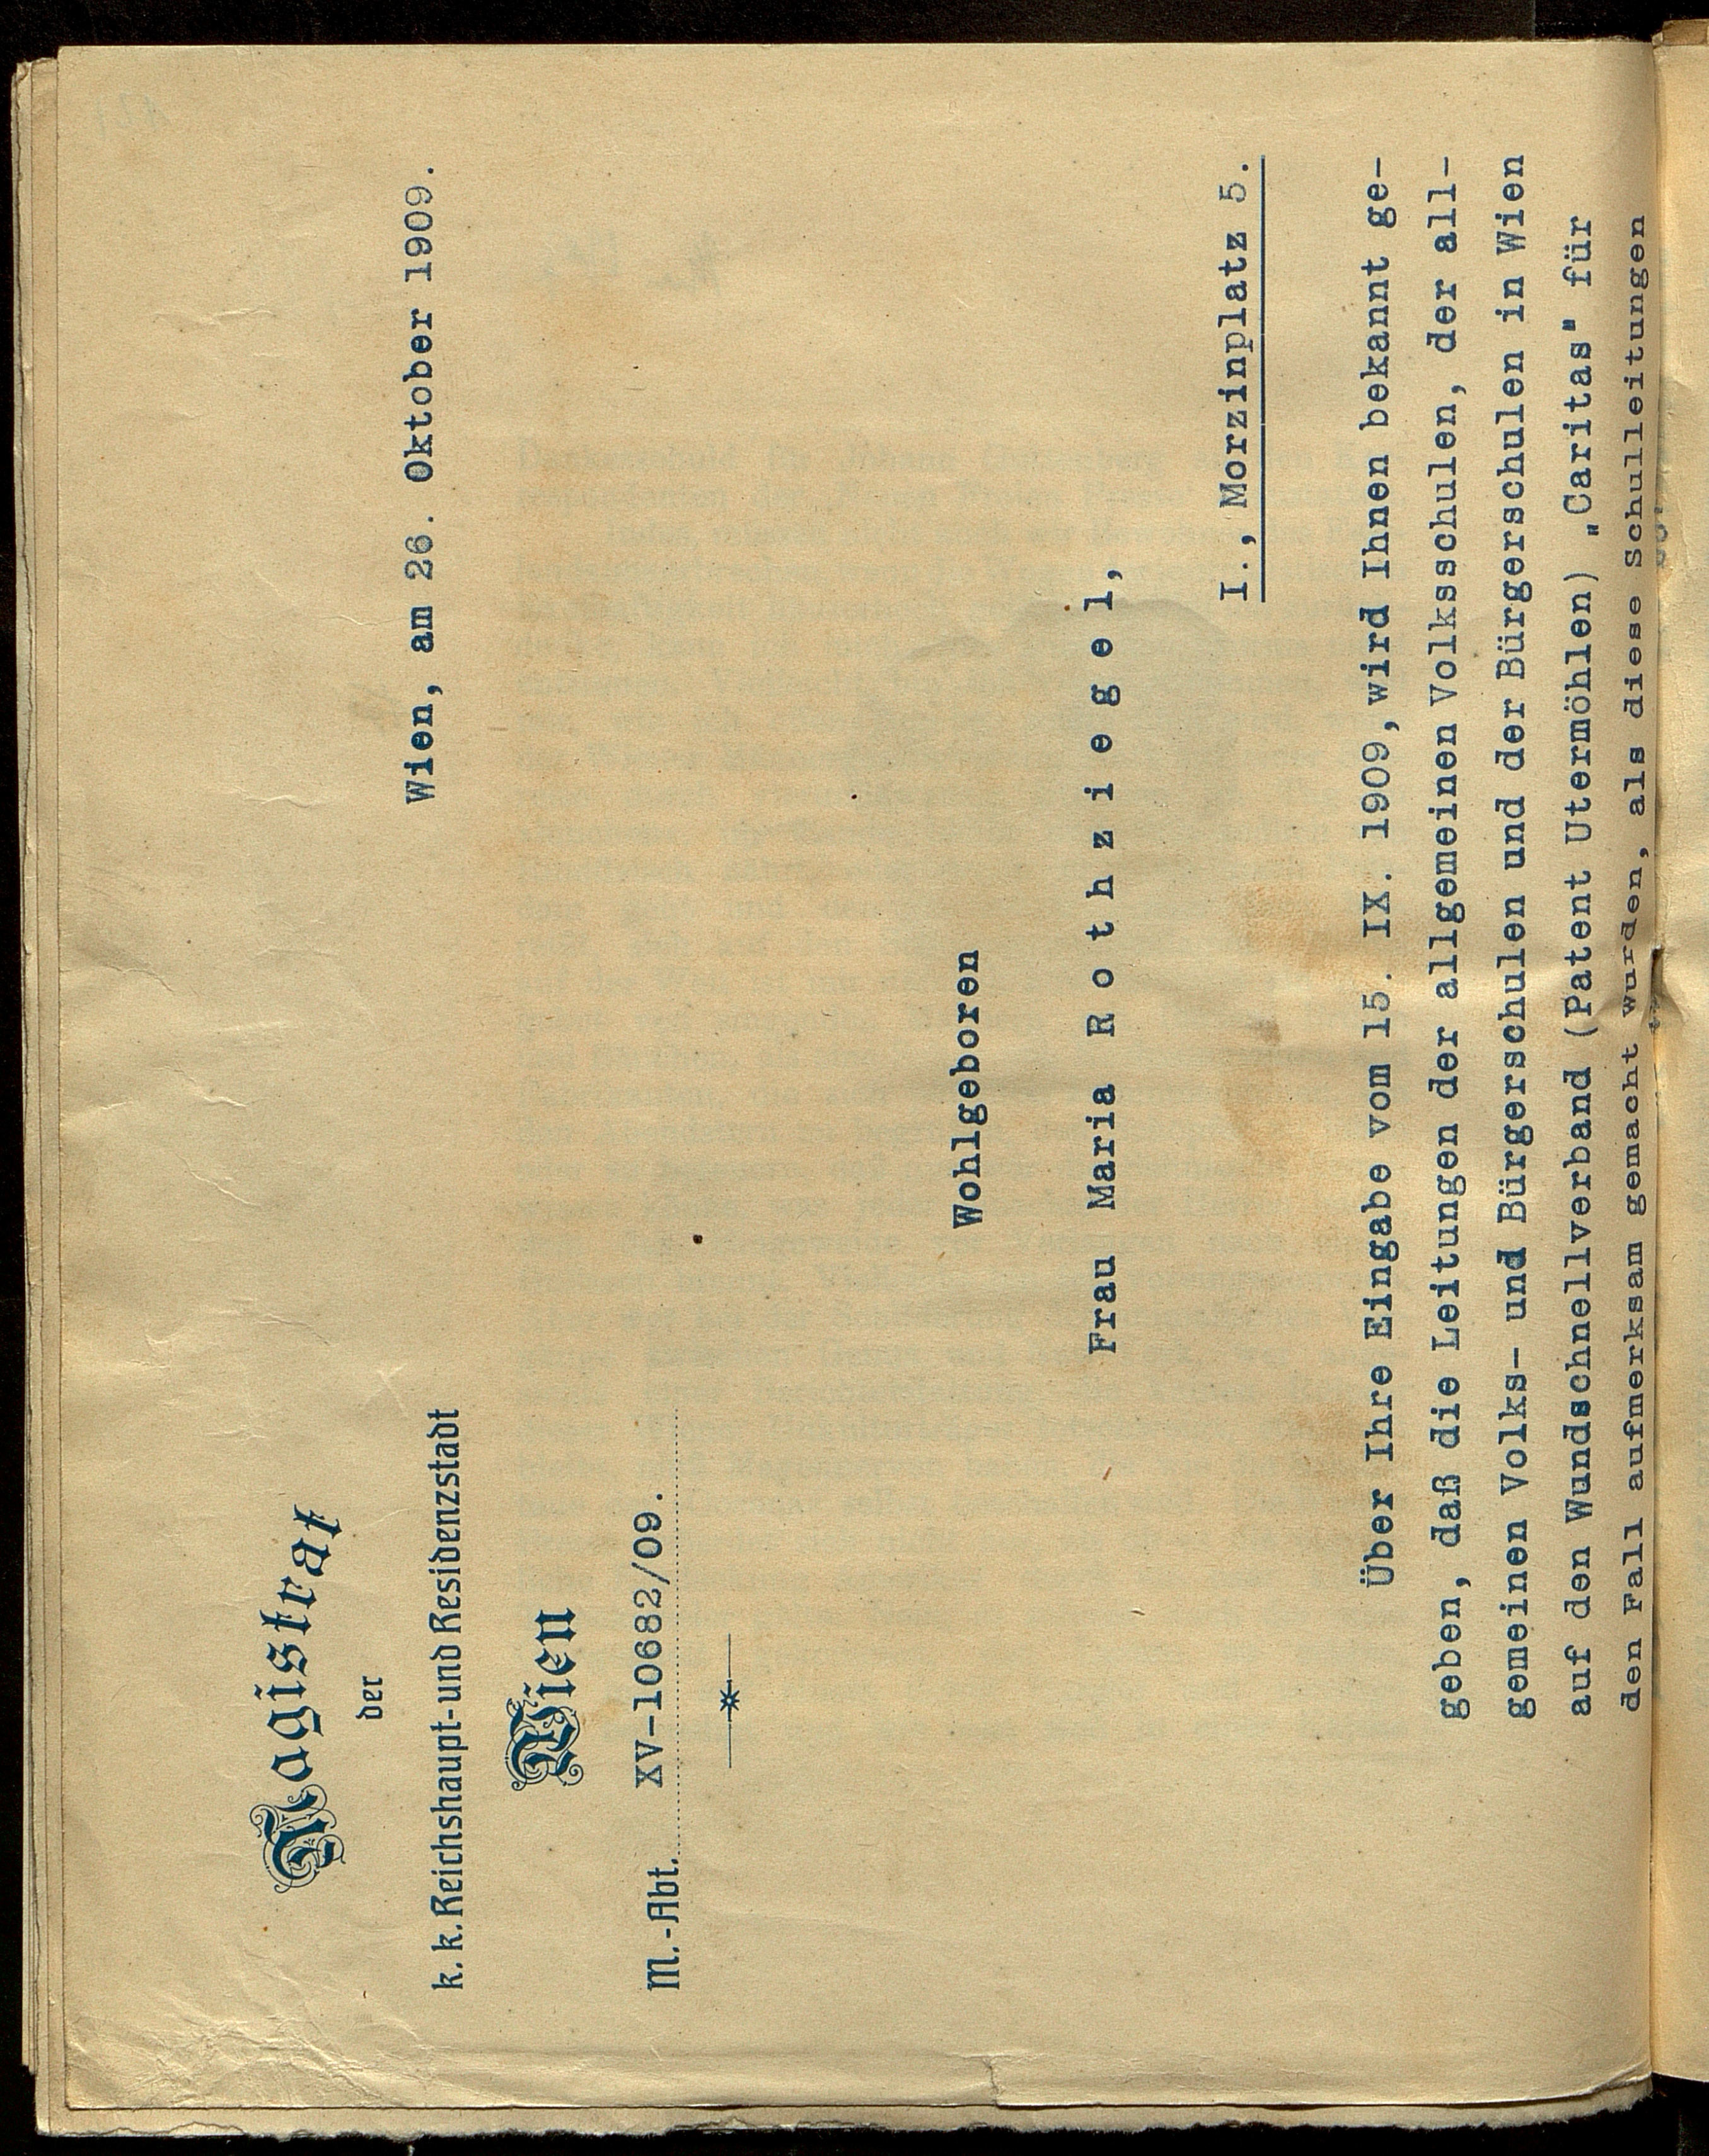 Magistrat
der
k. k. Reichshaupt- und Residenzstadt
Wien
M.-Abt. XV-10682/09.
Wien, am 26. Oktober 1909.
Wohlgeboren
Frau Maria Rothziegel,
I., Morzinplatz 5.
Über Ihre Eingabe vom 15. IX. 1909, wird Ihnen bekannt ge-
geben, daß die Leitungen der allgemeinen Volksschulen, der all-
gemeinen Volks- und Bürgerschulen und der Bürgerschulen in Wien
auf den Wundschnellverband (Patent Utermöhlen) „Caritas" für
den Fall aufmerksam gemacht wurden, als diese Schulleitungen